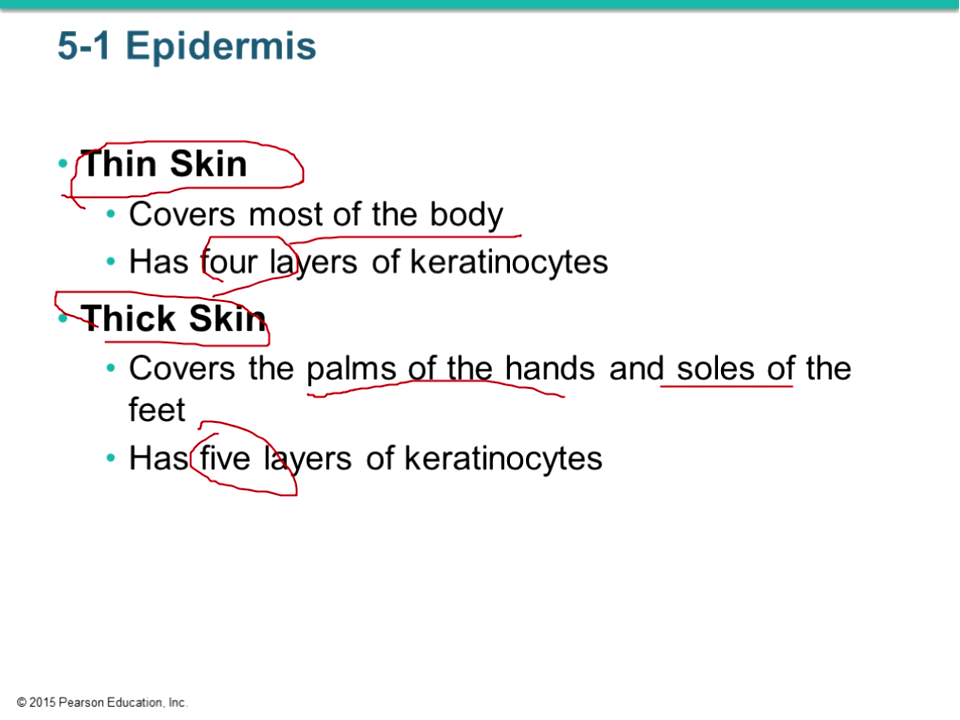 5-1 Epidermis
• Thin Skin
• Covers most of the body
• Has four layers of keratinocytes
• Thick Skin
• Covers the palms of the hands and soles of the
feet
• Has five layers of keratinocytes
© 2015 Pearson Education, Inc.